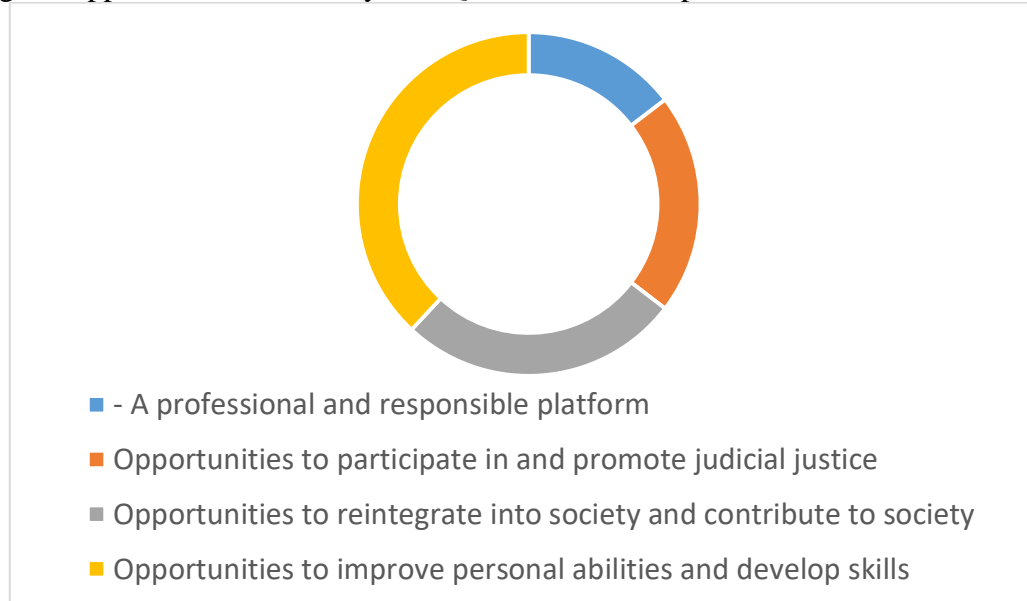 - A professional and responsible platform
Opportunities to participate in and promote judicial justice
Opportunities to reintegrate into society and contribute to society
Opportunities to improve personal abilities and develop skills